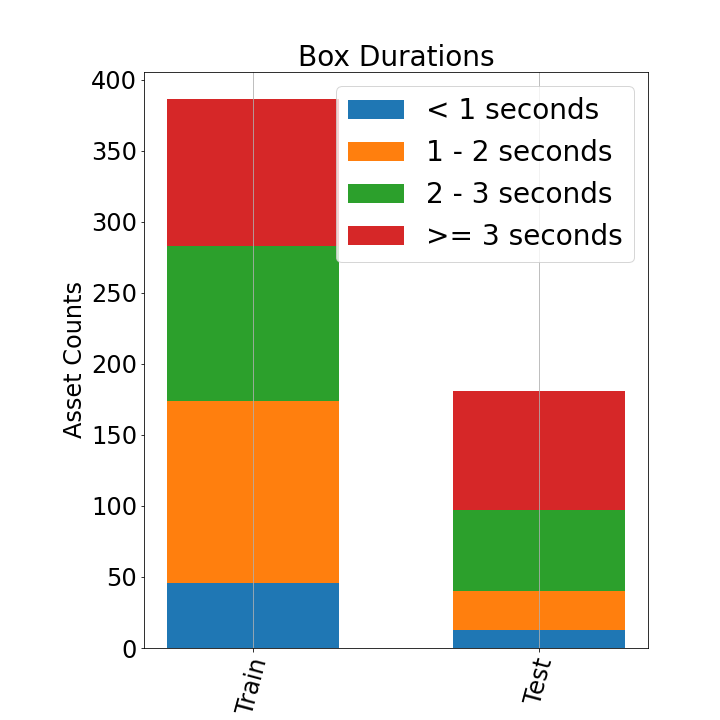 Box Durations
400
350
300
250
200
150
100
50
0
Asset Counts
< 1 seconds
1 - 2 seconds
2 - 3 seconds
>= 3 seconds
Train
Test